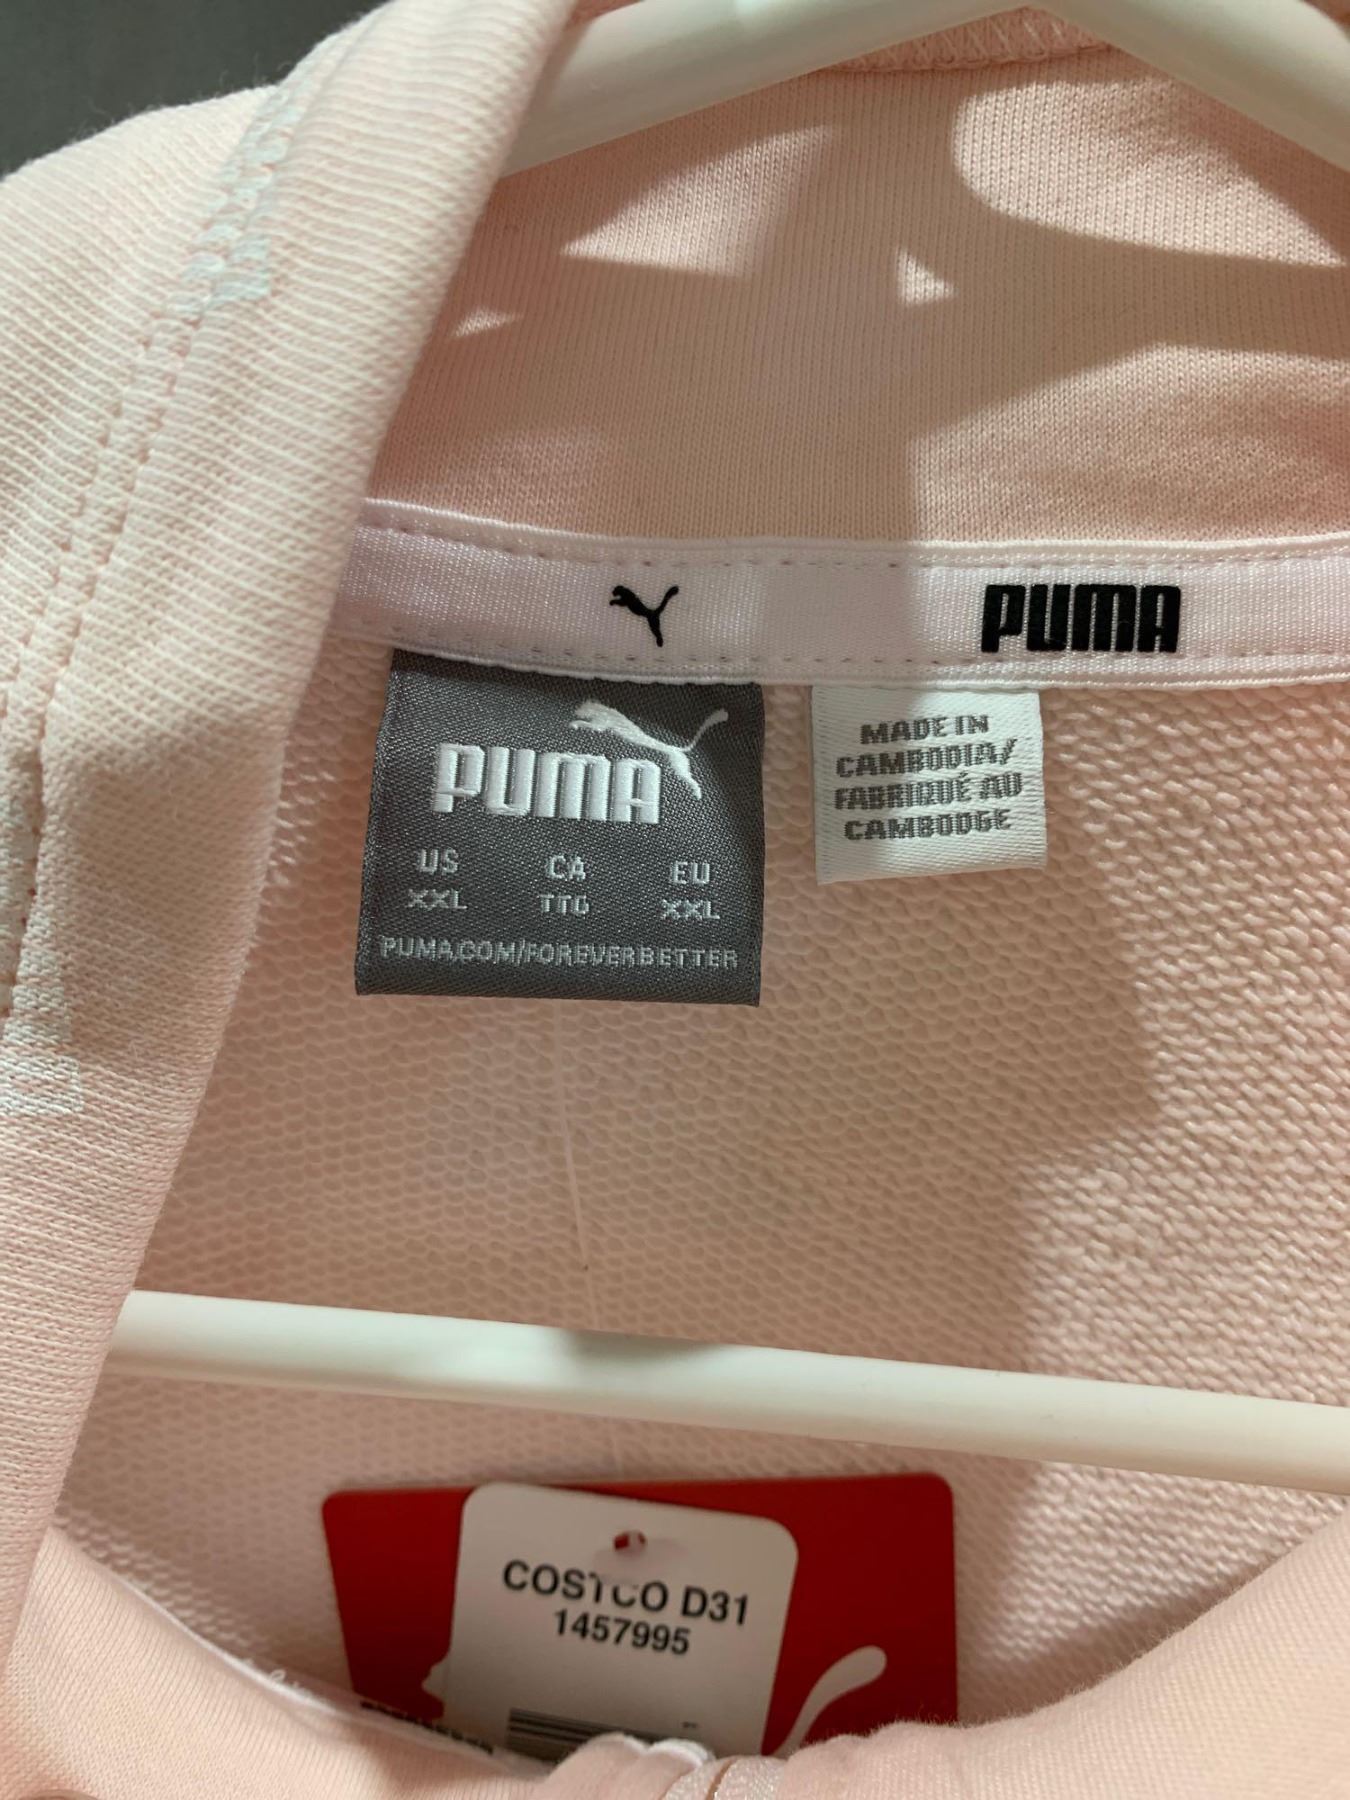 PUMA
PUMA
US CA EU
XXL TTG XXL
PUMA.COM/FOREVERBETTER
MADE IN
CAMBODIA/
FABRIQUÉ AU
CAMBODGE
COSTCO D31
1457995